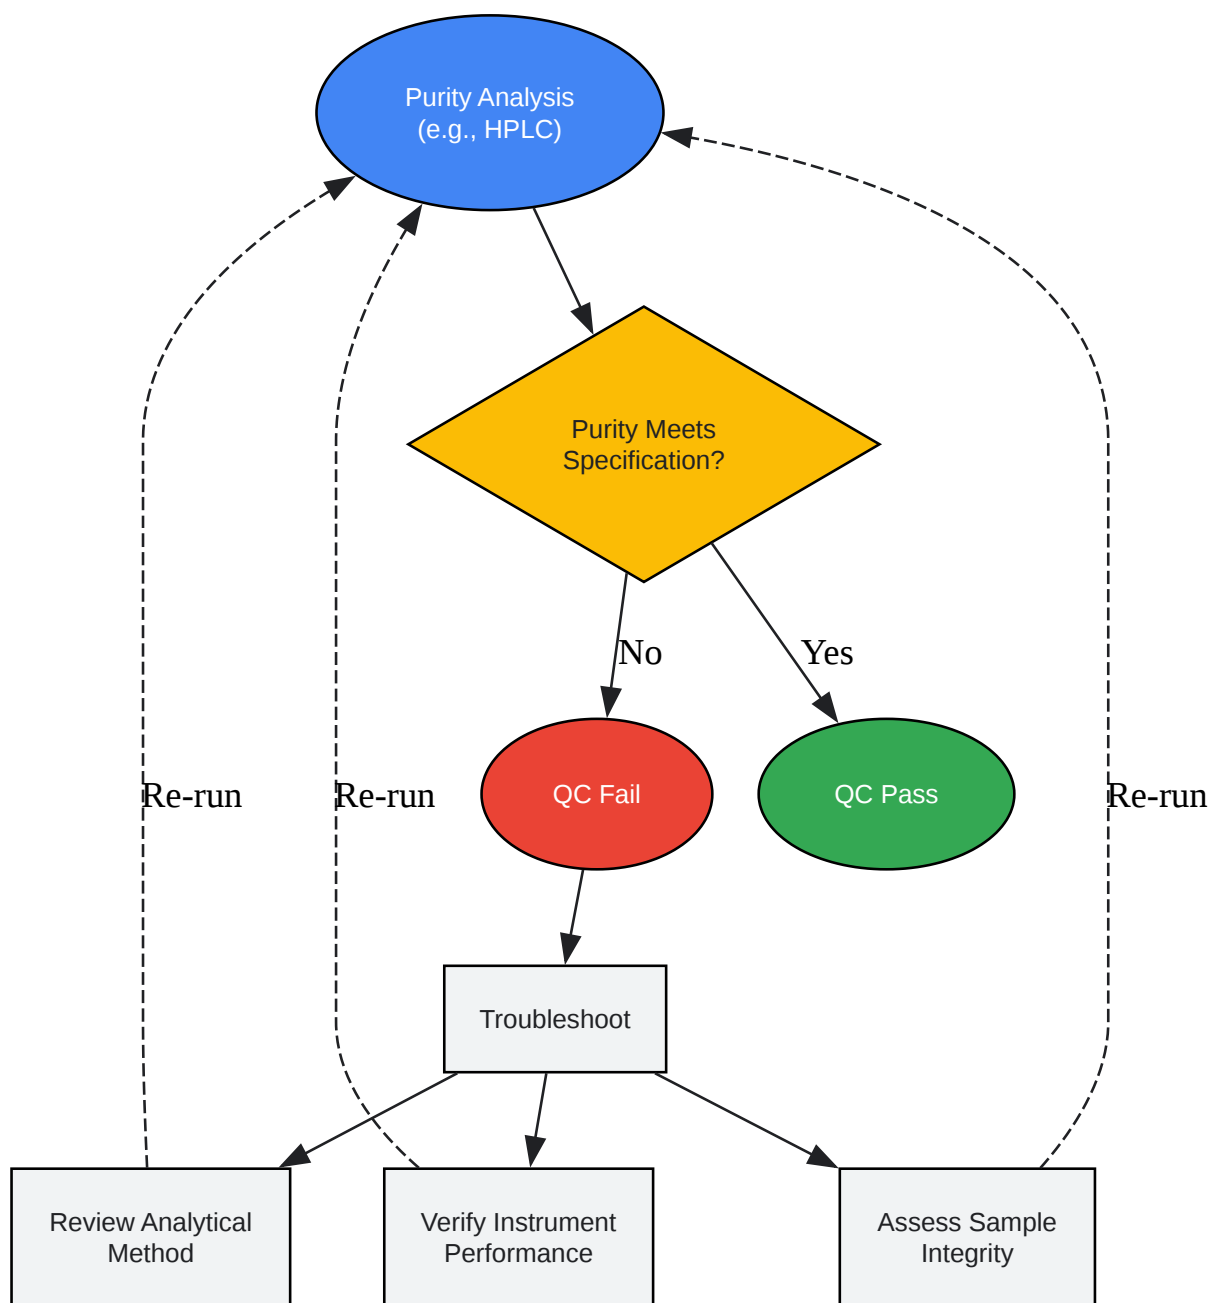 Purity Analysis
(e.g., HPLC)
Purity Meets
Specification?
No
Yes
Re-run
Re-run
QC Fail
QC Pass
Re-run
Troubleshoot
Review Analytical
Method
Verify Instrument
Performance
Assess Sample
Integrity